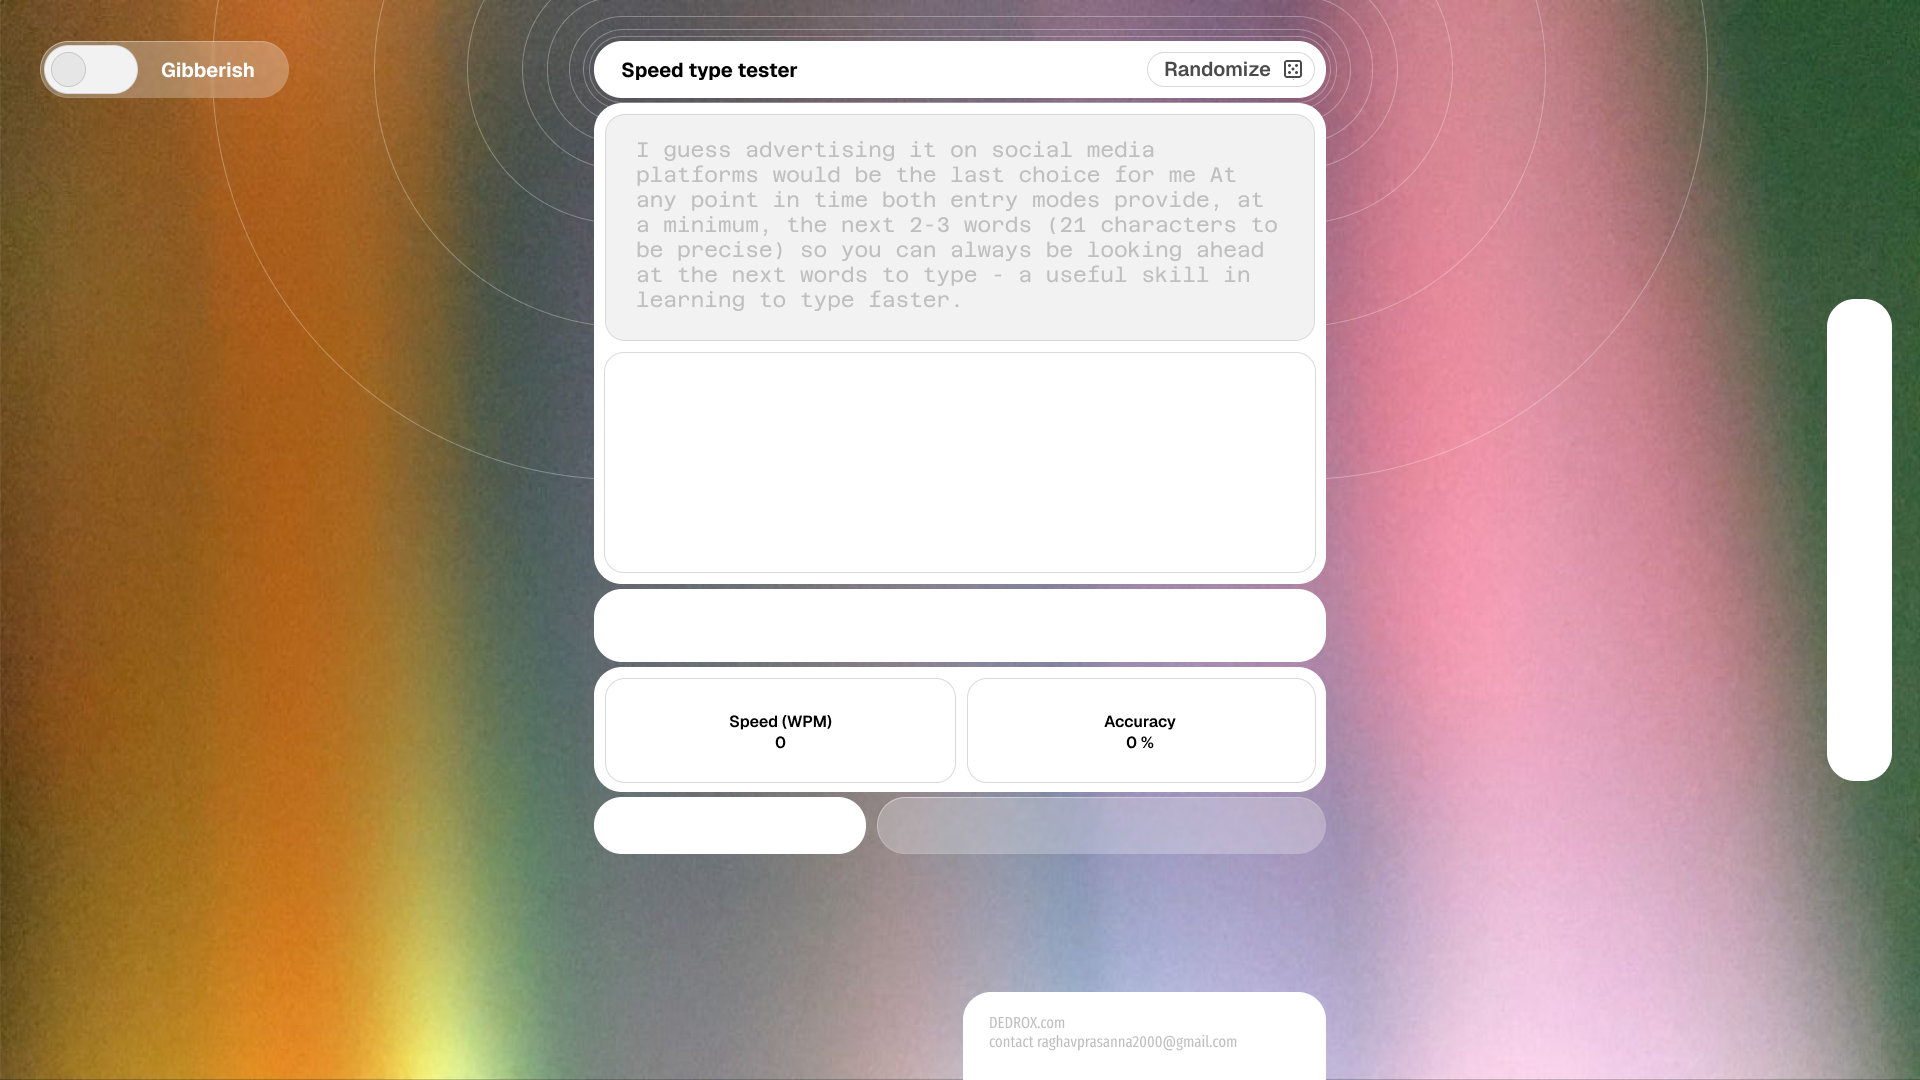 Gibberish
Speed type tester
Randomize
I guess advertising it on social media
platforms would be the last choice for me At
any point in time both entry modes provide, at
a minimum, the next 2-3 words (21 characters to
be precise) so you can always be looking ahead
at the next words to type - a useful skill in
learning to type faster.
Speed (WPM)
0
Accuracy
0 %
DEDROX.com
contact raghavprasanna2000@gmail.com